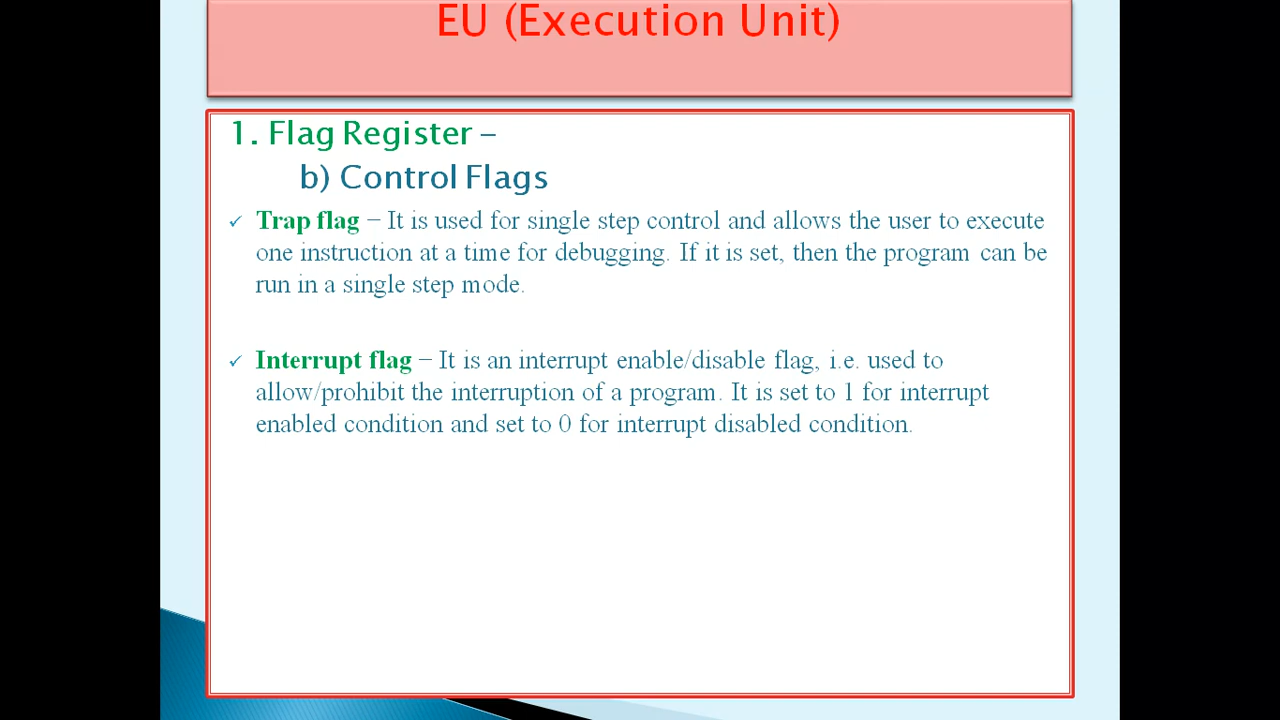 EU (Execution Unit)
1. Flag Register –
b) Control Flags
✓ Trap flag − It is used for single step control and allows the user to execute
one instruction at a time for debugging. If it is set, then the program can be
run in a single step mode.
✓ Interrupt flag − It is an interrupt enable/disable flag, i.e. used to
allow/prohibit the interruption of a program. It is set to 1 for interrupt
enabled condition and set to 0 for interrupt disabled condition.